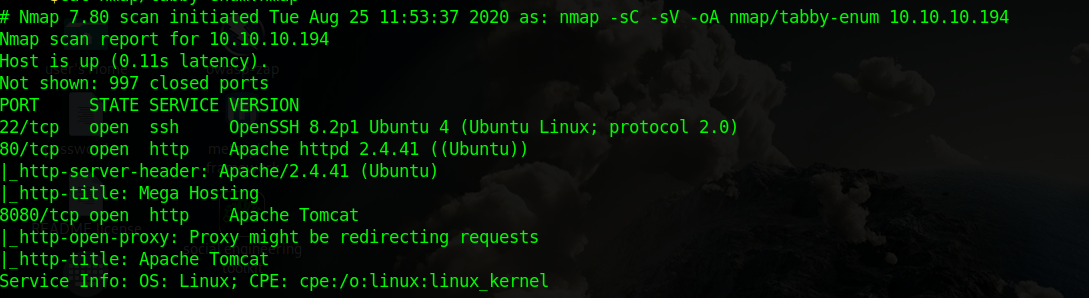 # Nmap 7.80 scan initiated Tue Aug 25 11:53:37 2020 as: nmap -sC -sV -oA nmap/tabby-enum 10.10.10.194
Nmap scan report for 10.10.10.194
Host is up (0.11s latency).
Not shown: 997 closed ports
PORT     STATE SERVICE VERSION
22/tcp   open  ssh     OpenSSH 8.2p1 Ubuntu 4 (Ubuntu Linux; protocol 2.0)
80/tcp   open  http    Apache httpd 2.4.41 ((Ubuntu))
|_http-server-header: Apache/2.4.41 (Ubuntu)
|_http-title: Mega Hosting
8080/tcp open  http    Apache Tomcat
|_http-open-proxy: Proxy might be redirecting requests
|_http-title: Apache Tomcat
Service Info: OS: Linux; CPE: cpe:/o:linux:linux_kernel